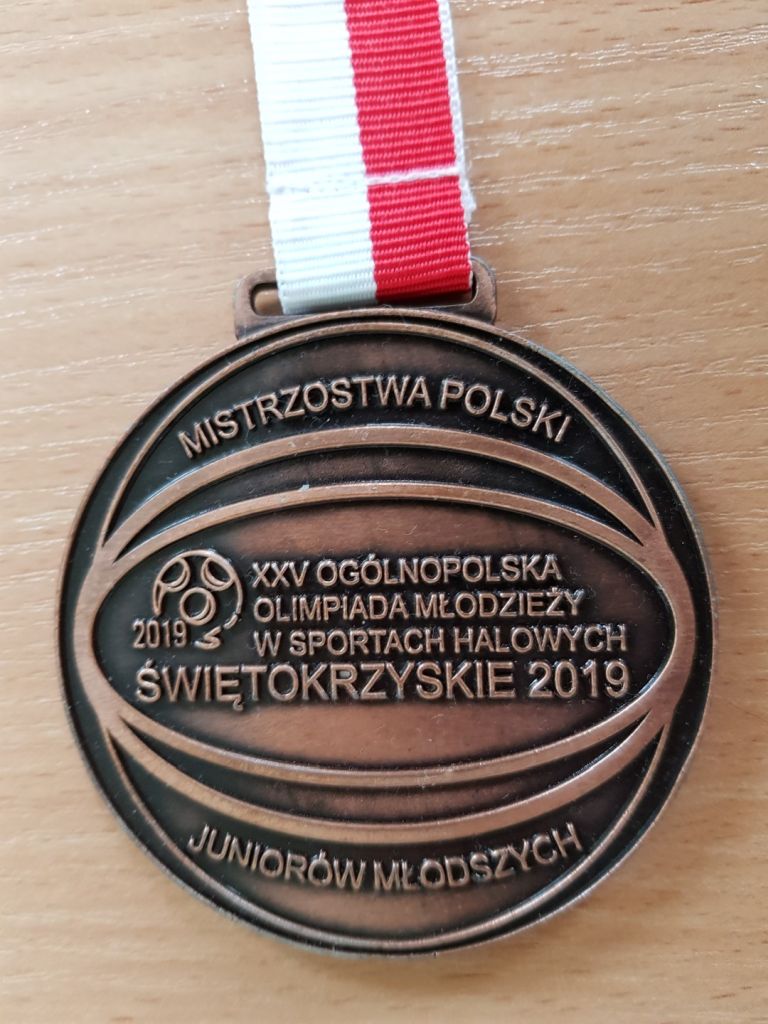 MISTRZOSTWA POLSKI
XXV OGÓLNOPOLSKA
OLIMPIADA MŁODZIEŻY
2019
W SPORTACH HALOWYCH
ŚWIĘTOKRZYSKIE 2019
JUNIORÓW MŁODSZYCH